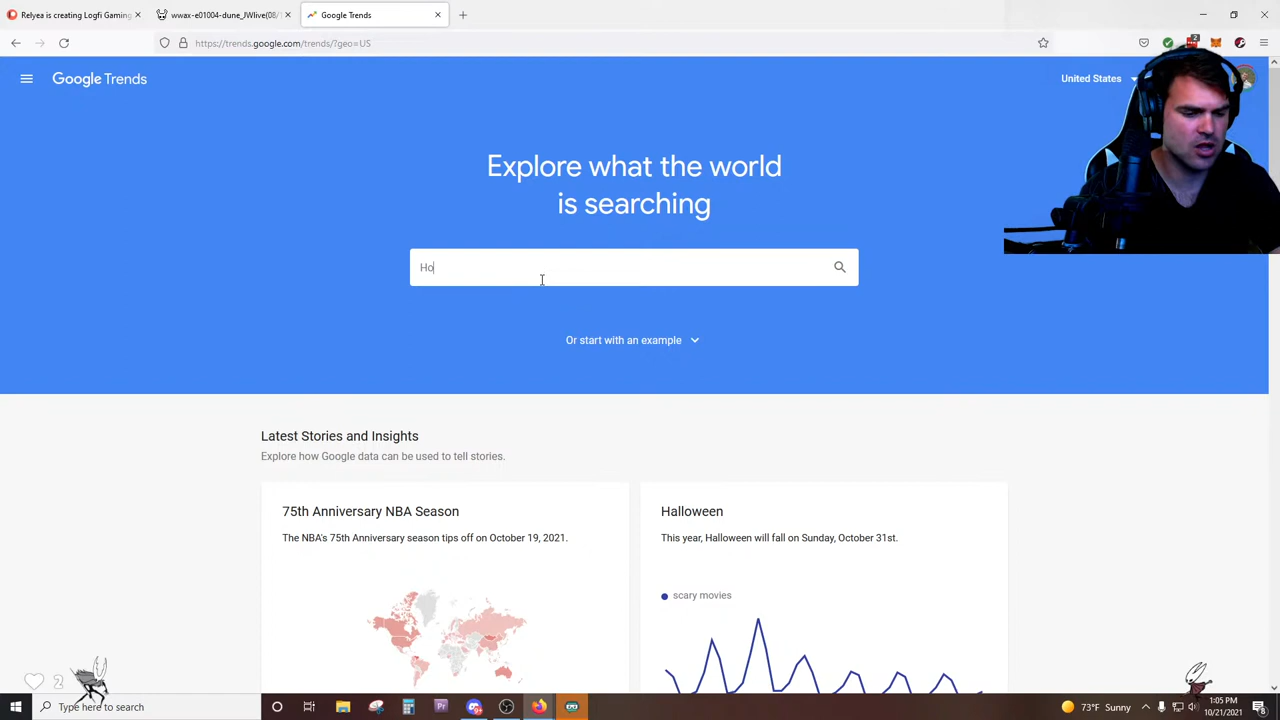 Relyea is creating Logfi Gaming
wwax-e01004-dune_JWlive(08/
Google Trends
https://trends.google.com/trends/?geo=US
2
Google Trends
United States
Explore what the world
is searching
Ho
Or start with an example
Latest Stories and Insights
Explore how Google data can be used to tell stories.
75th Anniversary NBA Season
The NBA's 75th Anniversary season tips off on October 19, 2021.
Halloween
This year, Halloween will fall on Sunday, October 31st.
scary movies
2
Type here to search
Pr
73°F Sunny
1:05 PM
10/21/2021
8